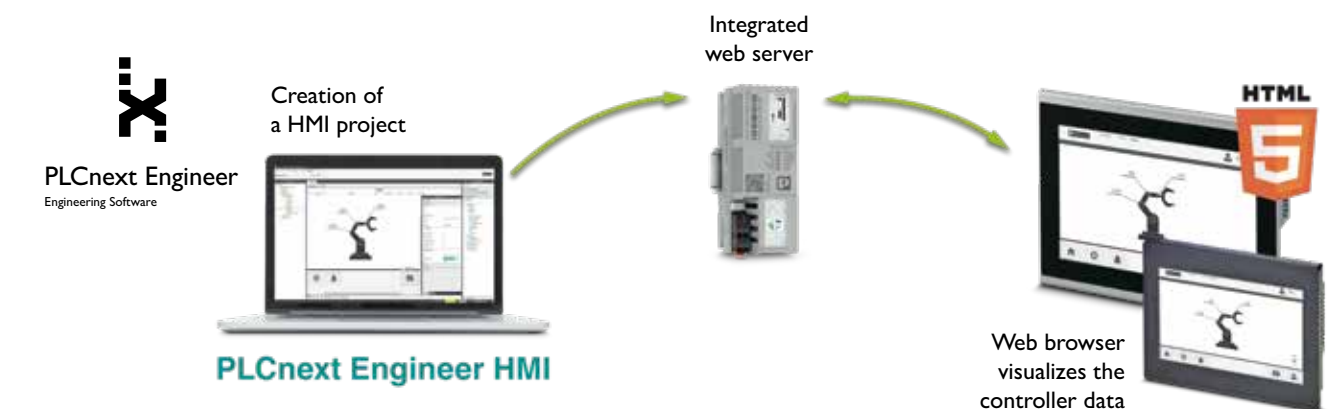 Integrated
web server
Creation of
a HMI project
PLCnext Engineer
Engineering Software
HTML
5
PLCnext Engineer HMI
Web browser
visualizes the
controller data